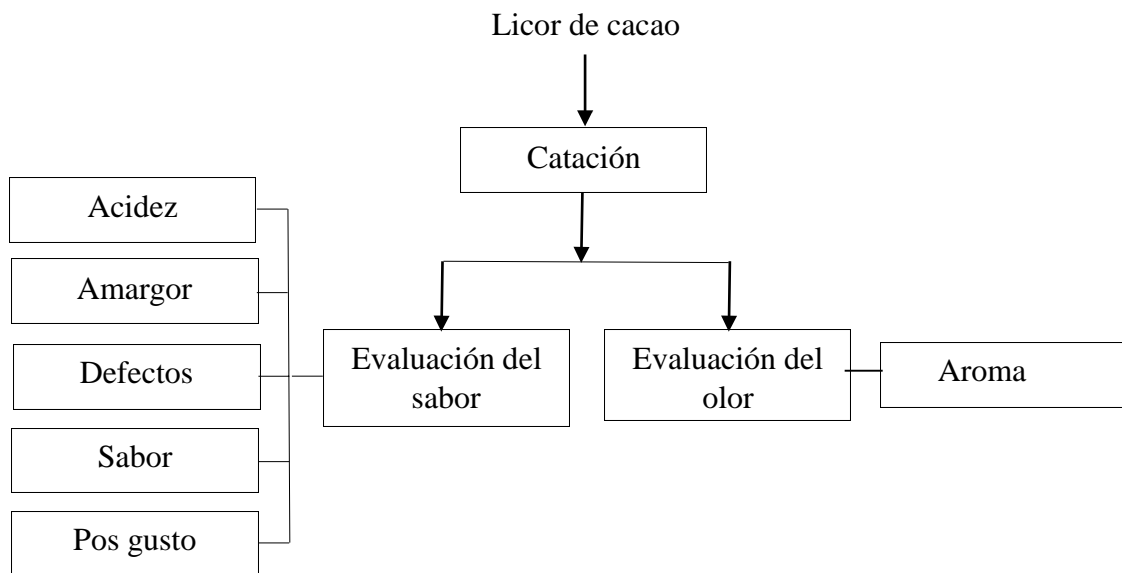 Licor de cacao
Catación
Acidez
Amargor
Defectos
Sabor
Pos gusto
Evaluación del
sabor
Evaluación del
olor
Aroma